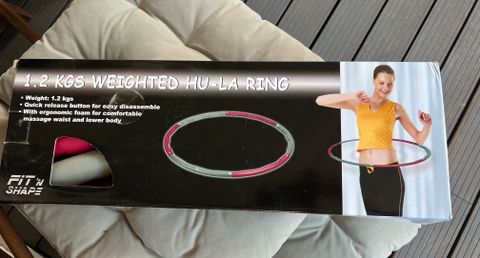 1.2 KGS WEIGHTED HU-LA RING
• Weight: 1.2 kgs
• Quick release button for easy disassemble
• With ergonomic foam for comfortable
massage waist and lower body
FIT 'N
SHAPE